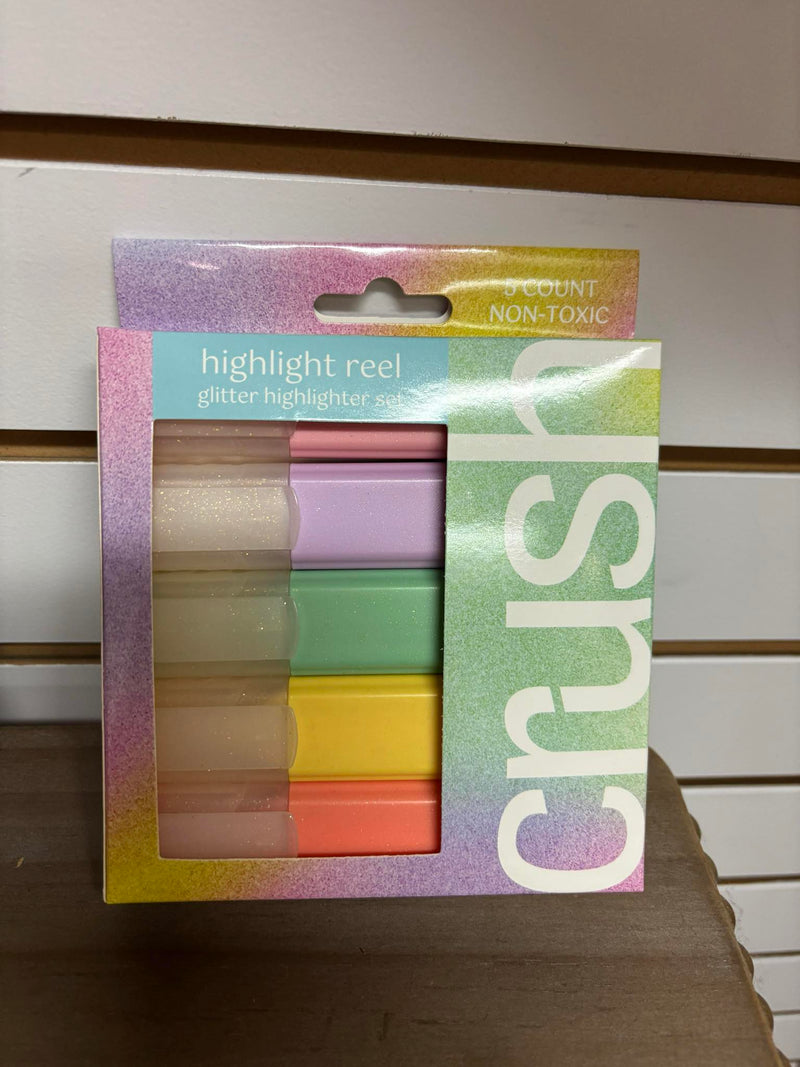 5 COUNT
NON-TOXIC
highlight reel
glitter highlighter set
crush